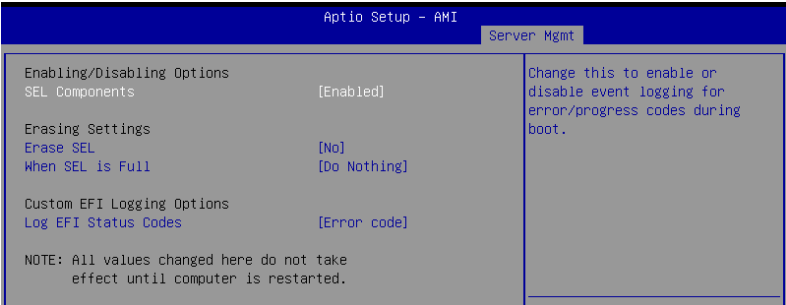 Aptio Setup – AMI
Server Mgmt
Enabling/Disabling Options
SEL Components [Enabled]
Erasing Settings
Erase SEL [No]
When SEL is Full [Do Nothing]
Custom EFI Logging Options
Log EFI Status Codes [Error code]
NOTE: All values changed here do not take
effect until computer is restarted.
Change this to enable or
disable event logging for
error/progress codes during
boot.